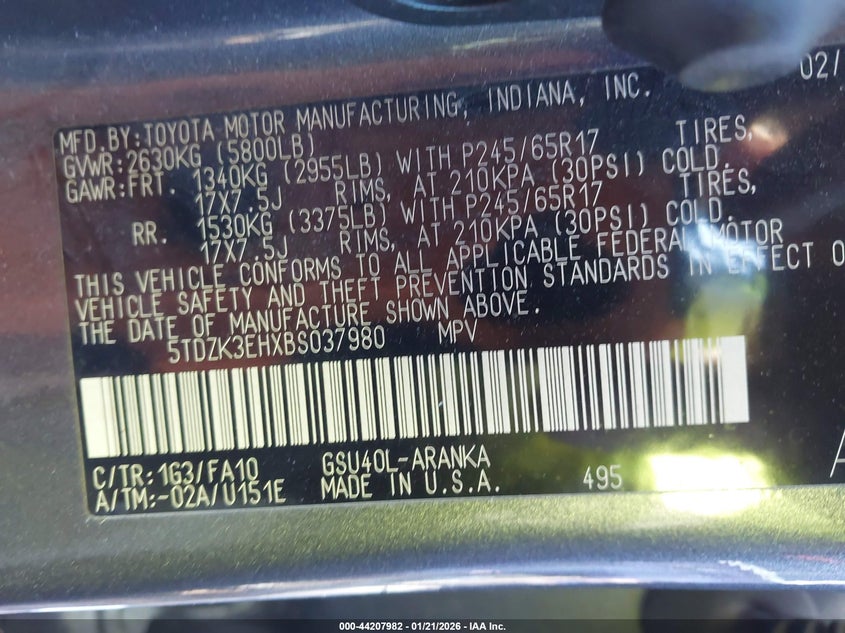 02/
MFD.BY:TOYOTA MOTOR MANUFACTURING, INDIANA, INC.
GVWR:2630KG (5800LB)
GAWR:FRT. 1340KG (2955LB) WITH P245/65R17 TIRES,
17X7.5J RIMS, AT 210KPA (30PSI) COLD.
RR. 1530KG (3375LB) WITH P245/65R17 TIRES,
17X7.5J RIMS, AT 210KPA (30PSI) COLD.
THIS VEHICLE CONFORMS TO ALL APPLICABLE FEDERAL MOTOR
VEHICLE SAFETY AND THEFT PREVENTION STANDARDS IN EFFECT O
THE DATE OF MANUFACTURE SHOWN ABOVE.
5TDZK3EHXBS037980 MPV
C/TR:1G3/FA10 GSU40L-ARANKA
A/TM:-02A/U151E MADE IN U.S.A. 495
000-44207982 | 01/21/2026 | IAA Inc.